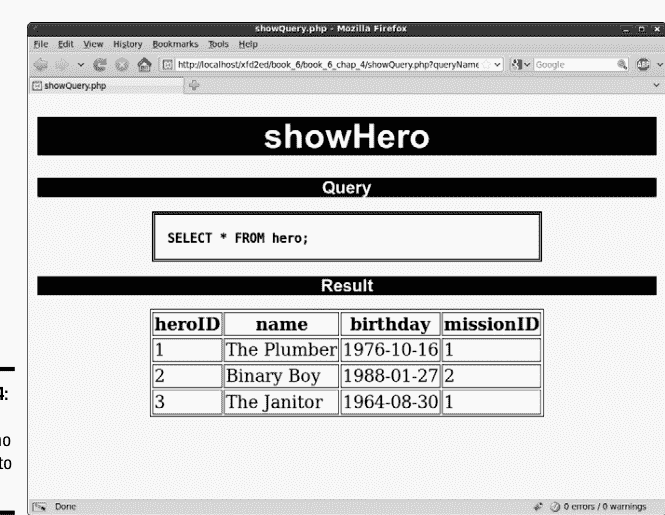 showQuery.php - Mozilla Firefox
File Edit View History Bookmarks Tools Help
http://localhost/xfd2ed/book_6/book_6_chap_4/showQuery.php?queryName
Google
ABP
showQuery.php
showHero
Query
SELECT * FROM hero;
Result
heroID name birthday missionID
1 The Plumber 1976-10-16 1
2 Binary Boy 1988-01-27 2
3 The Janitor 1964-08-30 1
4:
to
Done 0 errors / 0 warnings